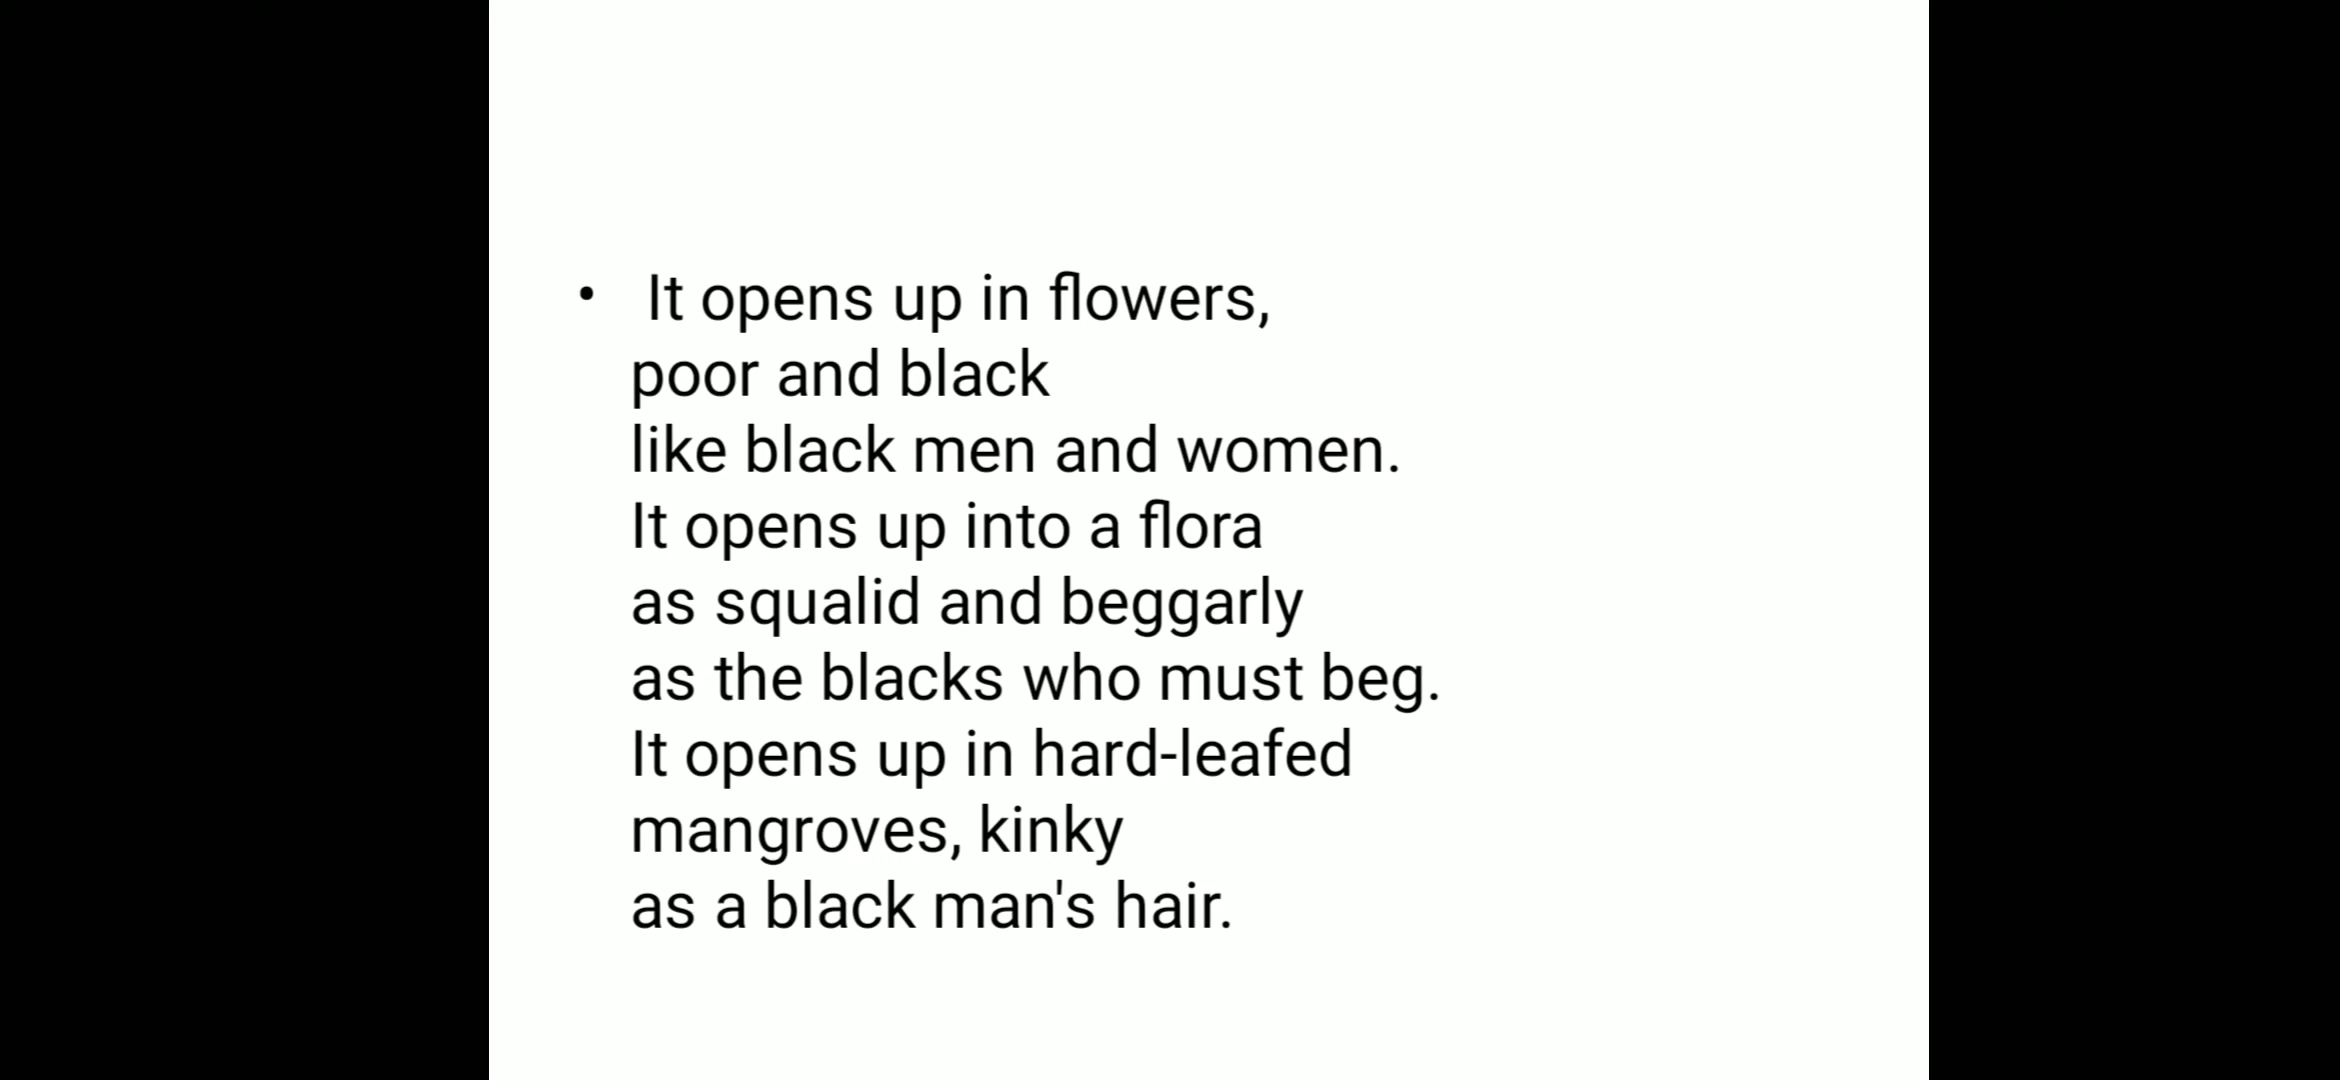 • It opens up in flowers,
poor and black
like black men and women.
It opens up into a flora
as squalid and beggarly
as the blacks who must beg.
It opens up in hard-leafed
mangroves, kinky
as a black man's hair.